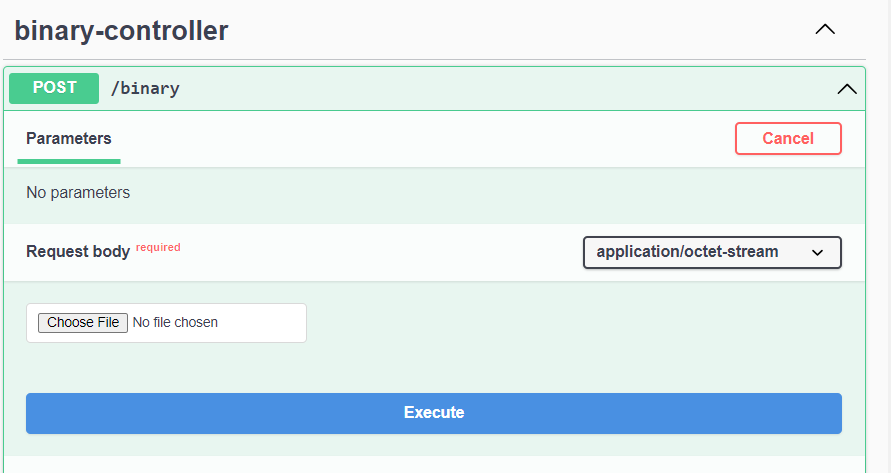 binary-controller
POST /binary
Parameters Cancel
No parameters
Request body required application/octet-stream
Choose File No file chosen
Execute